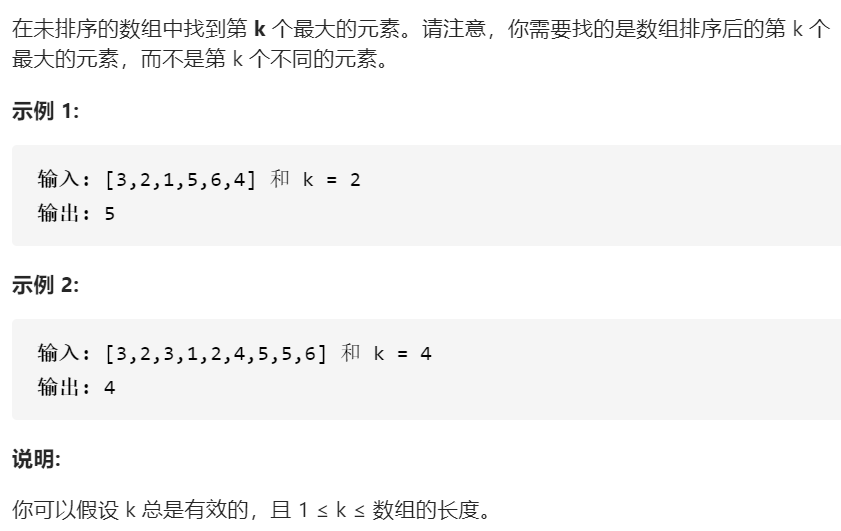 在未排序的数组中找到第 k 个最大的元素。请注意，你需要找的是数组排序后的第 k 个
最大的元素，而不是第 k 个不同的元素。
示例 1:
输入: [3,2,1,5,6,4] 和 k = 2
输出: 5
示例 2:
输入: [3,2,3,1,2,4,5,5,6] 和 k = 4
输出: 4
说明:
你可以假设 k 总是有效的，且 1 ≤ k ≤ 数组的长度。